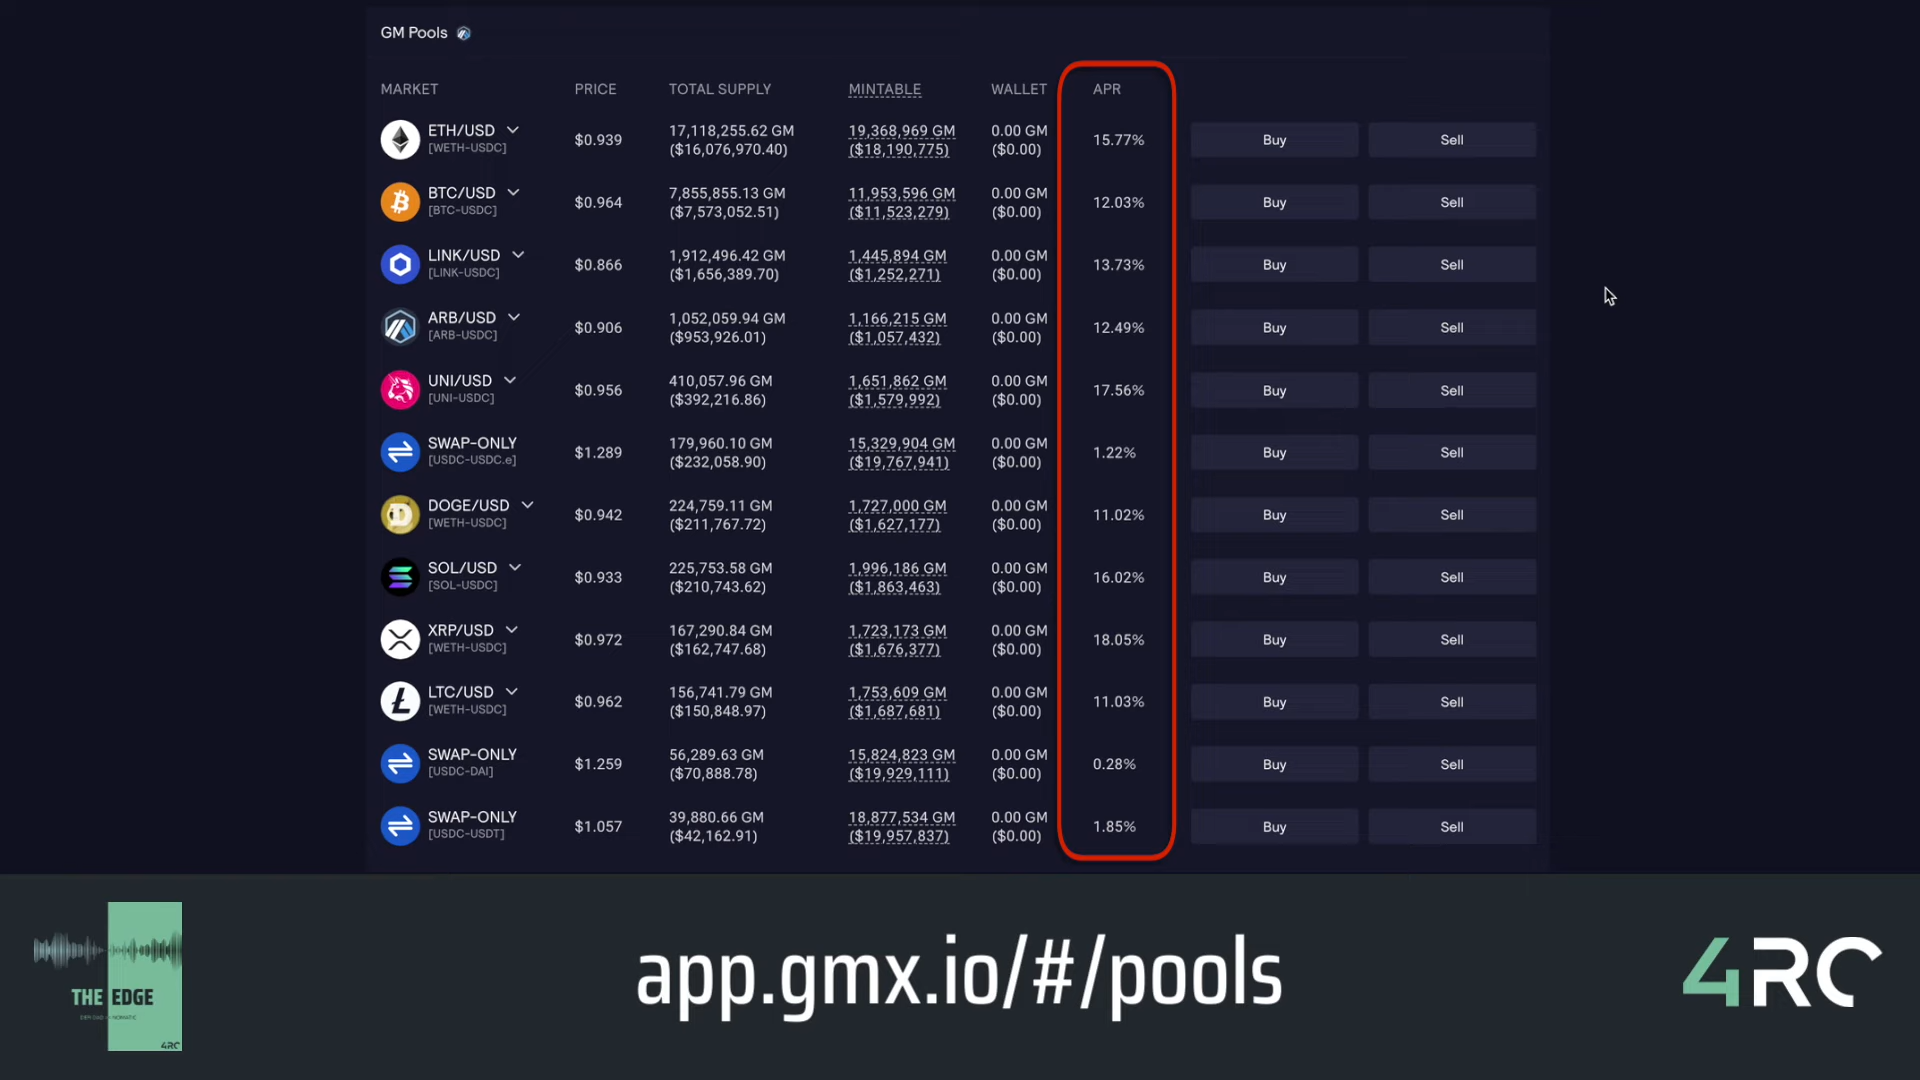 GM Pools
MARKET PRICE TOTAL SUPPLY MINTABLE WALLET APR
ETH/USD
[WETH-USDC]
$0.939
17,118,255.62 GM
($16,076,970.40)
19,368,969 GM
($18,190,775)
0.00 GM
($0.00)
15.77%
Buy
Sell
BTC/USD
[BTC-USDC]
$0.964
7,855,855.13 GM
($7,573,052.51)
11,953,596 GM
($11,523,279)
0.00 GM
($0.00)
12.03%
Buy
Sell
LINK/USD
[LINK-USDC]
$0.866
1,912,496.42 GM
($1,656,389.70)
1,445,894 GM
($1,252,271)
0.00 GM
($0.00)
13.73%
Buy
Sell
ARB/USD
[ARB-USDC]
$0.906
1,052,059.94 GM
($953,926.01)
1,166,215 GM
($1,057,432)
0.00 GM
($0.00)
12.49%
Buy
Sell
UNI/USD
[UNI-USDC]
$0.956
410,057.96 GM
($392,216.86)
1,651,862 GM
($1,579,992)
0.00 GM
($0.00)
17.56%
Buy
Sell
SWAP-ONLY
[USDC-USDC.e]
$1.289
179,960.10 GM
($232,058.90)
15,329,904 GM
($19,767,941)
0.00 GM
($0.00)
1.22%
Buy
Sell
DOGE/USD
[WETH-USDC]
$0.942
224,759.11 GM
($211,767.72)
1,727,000 GM
($1,627,177)
0.00 GM
($0.00)
11.02%
Buy
Sell
SOL/USD
[SOL-USDC]
$0.933
225,753.58 GM
($210,743.62)
1,996,186 GM
($1,863,463)
0.00 GM
($0.00)
16.02%
Buy
Sell
XRP/USD
[WETH-USDC]
$0.972
167,290.84 GM
($162,747.68)
1,723,173 GM
($1,676,377)
0.00 GM
($0.00)
18.05%
Buy
Sell
LTC/USD
[WETH-USDC]
$0.962
156,741.79 GM
($150,848.97)
1,753,609 GM
($1,687,681)
0.00 GM
($0.00)
11.03%
Buy
Sell
SWAP-ONLY
[USDC-DAI]
$1.259
56,289.63 GM
($70,888.78)
15,824,823 GM
($19,929,111)
0.00 GM
($0.00)
0.28%
Buy
Sell
SWAP-ONLY
[USDC-USDT]
$1.057
39,880.66 GM
($42,162.91)
18,877,534 GM
($19,957,837)
0.00 GM
($0.00)
1.85%
Buy
Sell
THE EDGE
4RC
app.gmx.io/#/pools
4RC